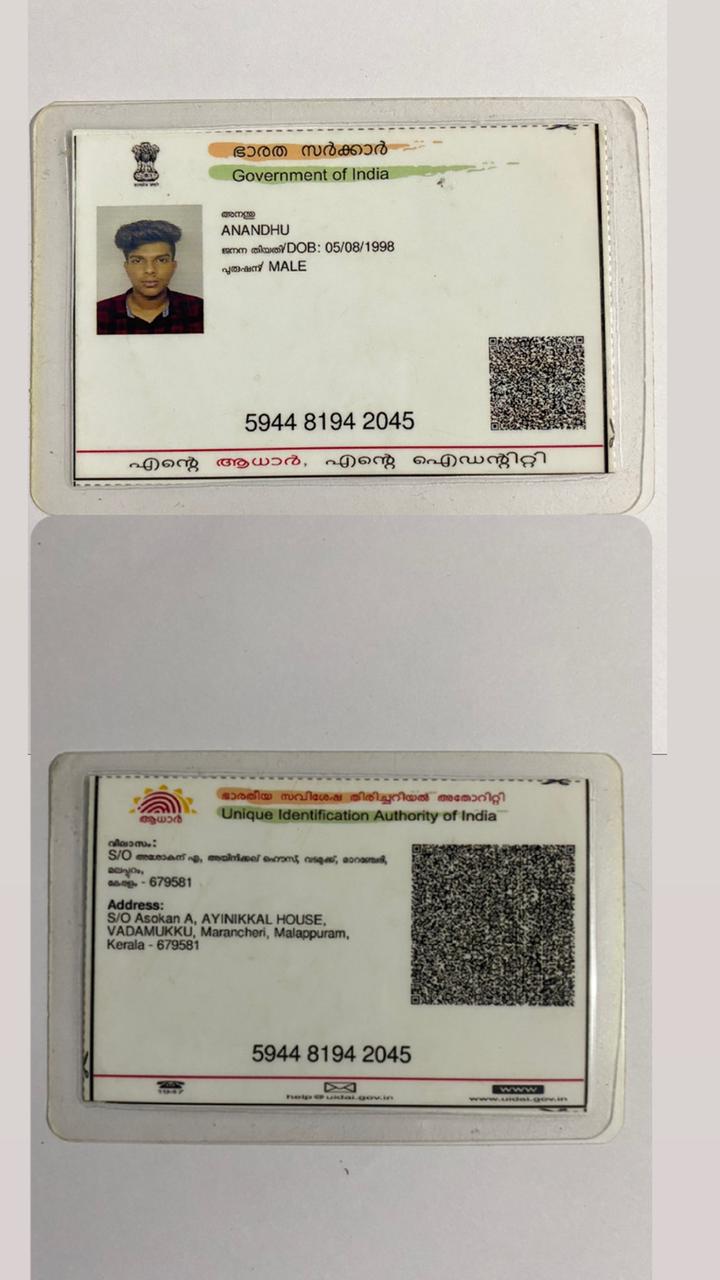 ഭാരത സർക്കാർ
Government of India
അനന്തു
ANANDHU
ജനന തിയതി/DOB: 05/08/1998
പുരുഷന്‍/ MALE
5944 8194 2045
എന്റെ ആധാർ, എന്റെ ഐഡന്റിറ്റി
ഭാരതീയ സവിശേഷ തിരിച്ചറിയൽ അതോറിറ്റി
ആധാർ
Unique Identification Authority of India
വിലാസം:
S/O അശോകന് എ, അയിനിക്കല് ഹൌസ്, വടമുക്ക്, മാറഞ്ചേരി,
മലപ്പുറം,
കേരളം - 679581
Address:
S/O Asokan A, AYINIKKAL HOUSE,
VADAMUKKU, Marancheri, Malappuram,
Kerala - 679581
5944 8194 2045
1947
help@uidai.gov.in
WWW
www.uidai.gov.in